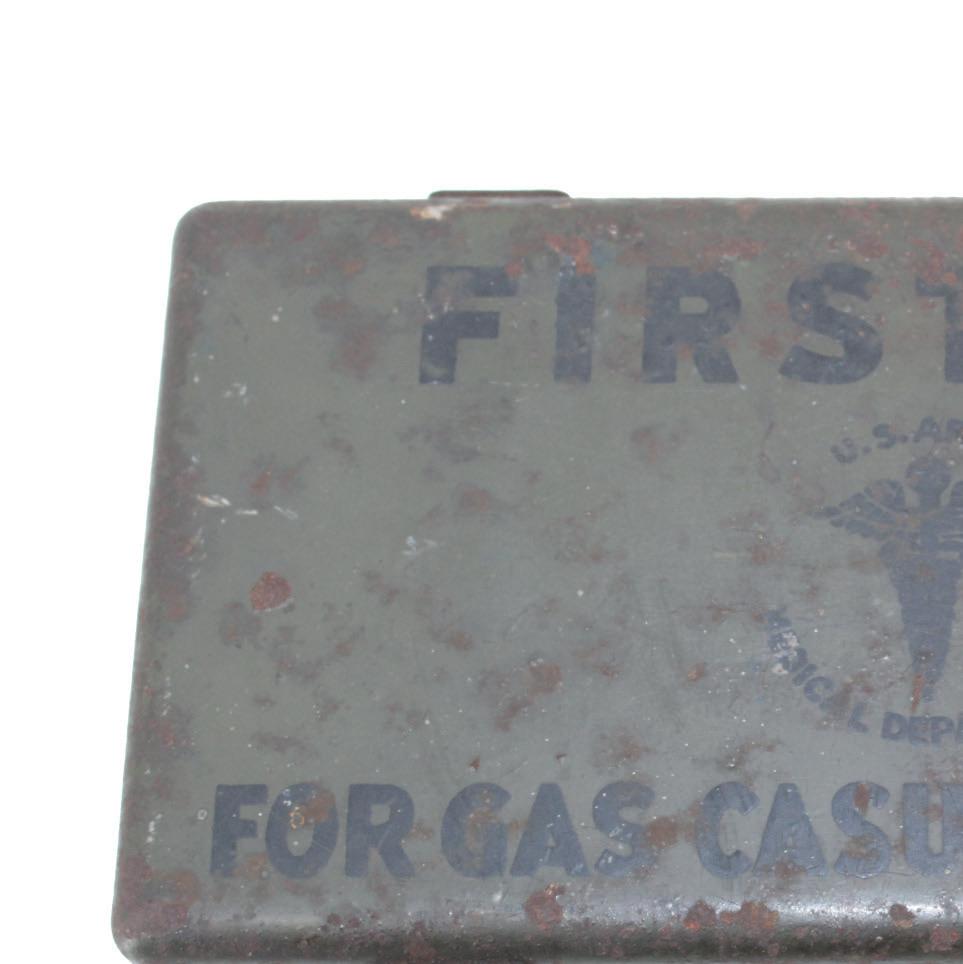 FIRST
U.S.AR
MEDICAL DEP
FOR GAS CASU